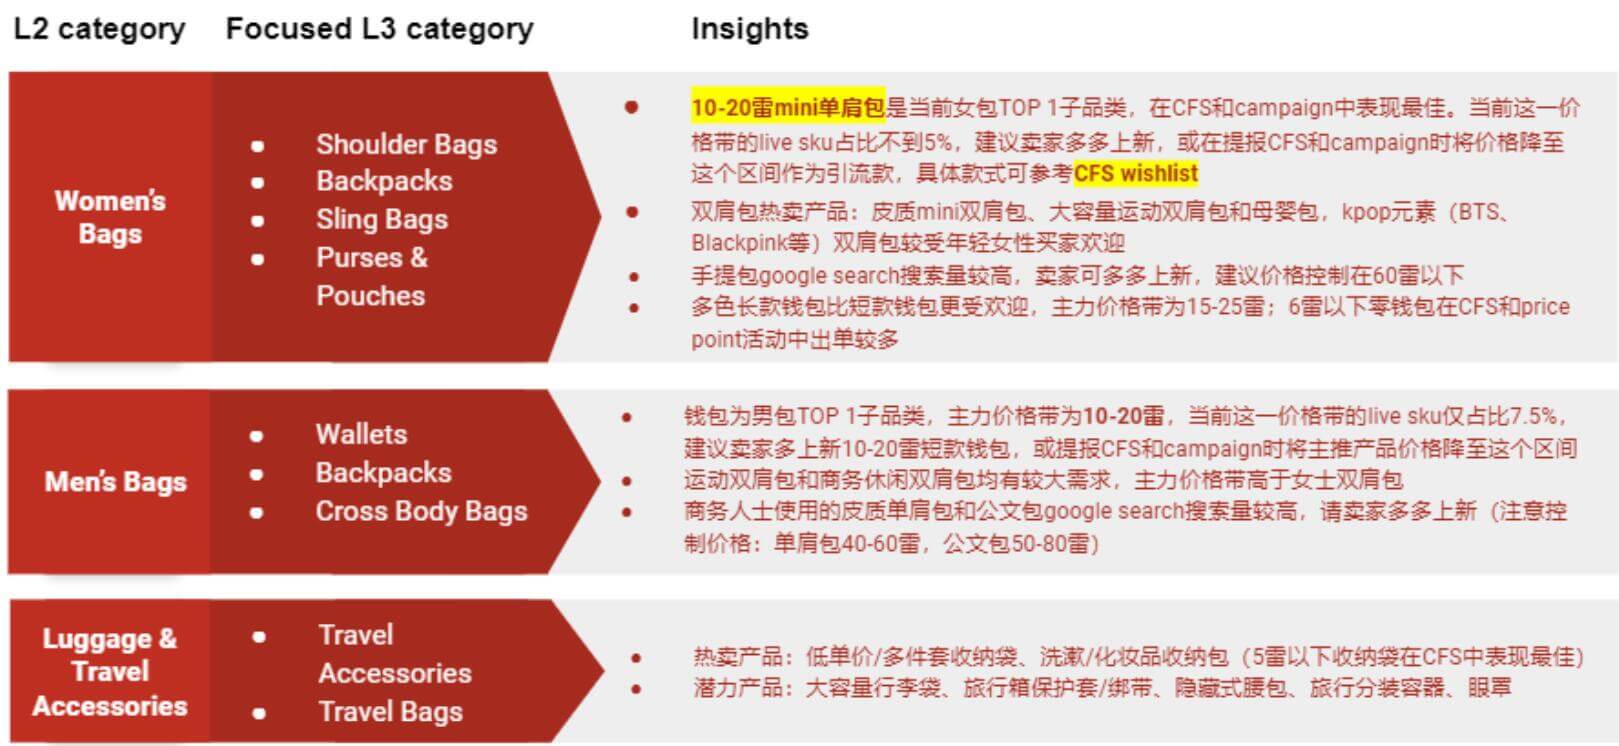 L2 category
Focused L3 category
Insights
Women's
Bags
Shoulder Bags
Backpacks
Sling Bags
Purses &
Pouches
10-20雷mini单肩包是当前女包TOP 1子品类，在CFS和campaign中表现最佳。当前这一价
格带的live sku占比不到5%，建议卖家多多上新，或在提报CFS和campaign时将价格降至
这个区间作为引流款，具体款式可参考CFS wishlist
双肩包热卖产品：皮质mini双肩包、大容量运动双肩包和母婴包，kpop元素（BTS、
Blackpink等）双肩包较受年轻女性买家欢迎
手提包google search搜索量较高，卖家可多多上新，建议价格控制在60雷以下
多色长款钱包比短款钱包更受欢迎，主力价格带为15-25雷；6雷以下零钱包在CFS和price
point活动中出单较多
Men's Bags
Wallets
Backpacks
Cross Body Bags
钱包为男包TOP 1子品类，主力价格带为10-20雷，当前这一价格带的live sku仅占比7.5%，
建议卖家多上新10-20雷短款钱包，或提报CFS和campaign时将主推产品价格降至这个区间
运动双肩包和商务休闲双肩包均有较大需求，主力价格带高于女士双肩包
商务人士使用的皮质单肩包和公文包google search搜索量较高，请卖家多多上新（注意控
制价格：单肩包40-60雷，公文包50-80雷）
Luggage &
Travel
Accessories
Travel
Accessories
Travel Bags
热卖产品：低单价/多件套收纳袋、洗漱/化妆品收纳包（5雷以下收纳袋在CFS中表现最佳）
潜力产品：大容量行李袋、旅行箱保护套/绑带、隐藏式腰包、旅行分装容器、眼罩